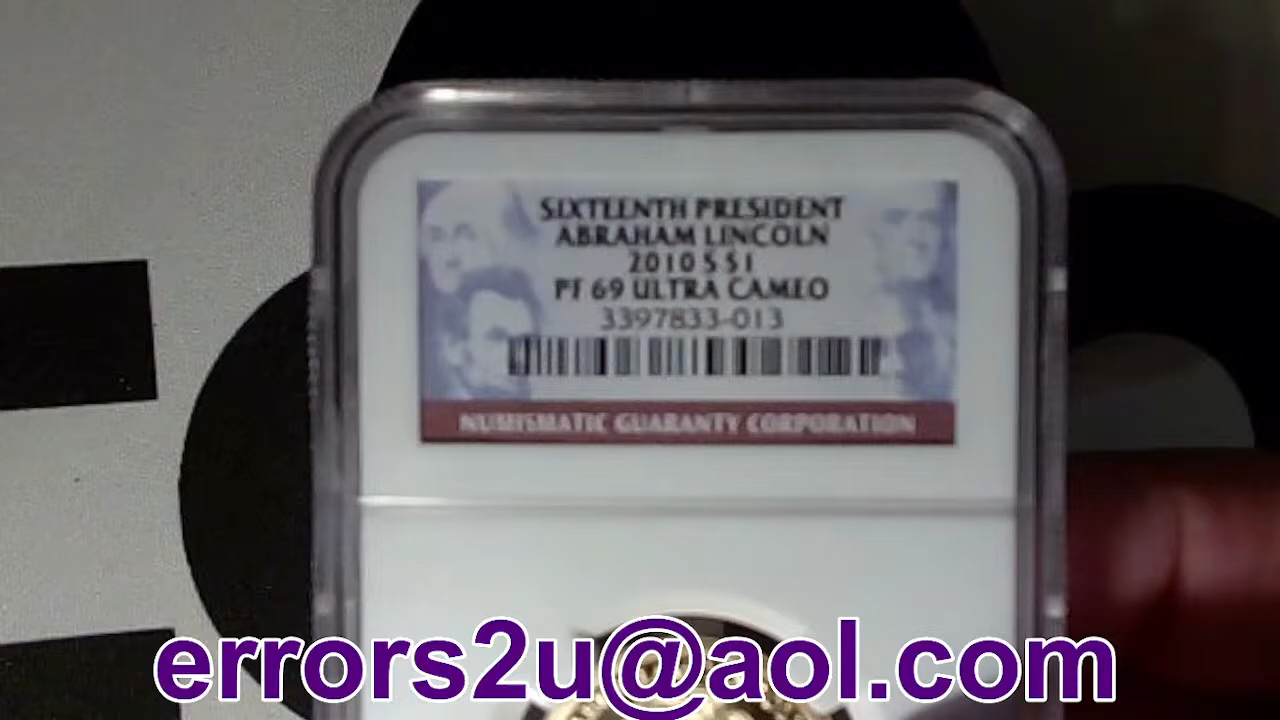 SIXTEENTH PRESIDENT
ABRAHAM LINCOLN
2010 S $1
PF 69 ULTRA CAMEO
3397833-013
NUMISMATIC GUARANTY CORPORATION
errors2u@aol.com